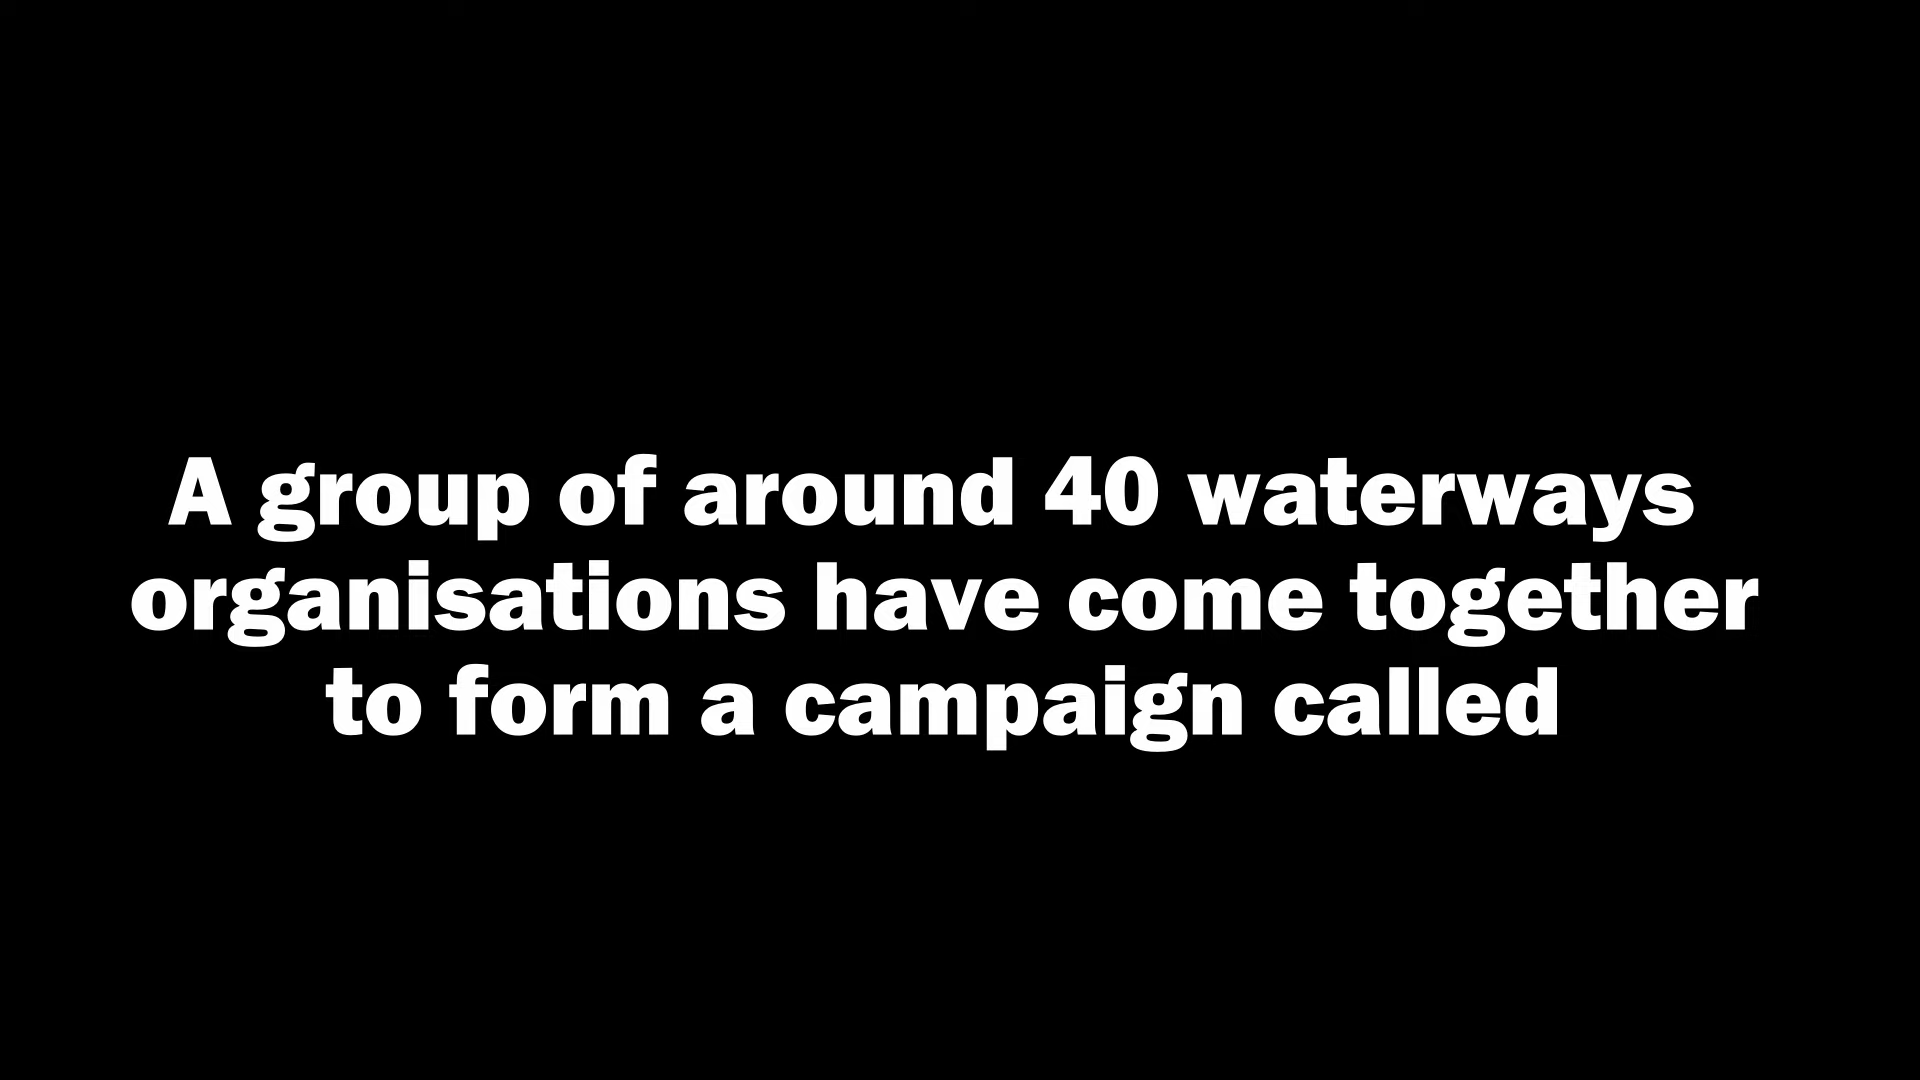 A group of around 40 waterways
organisations have come together
to form a campaign called